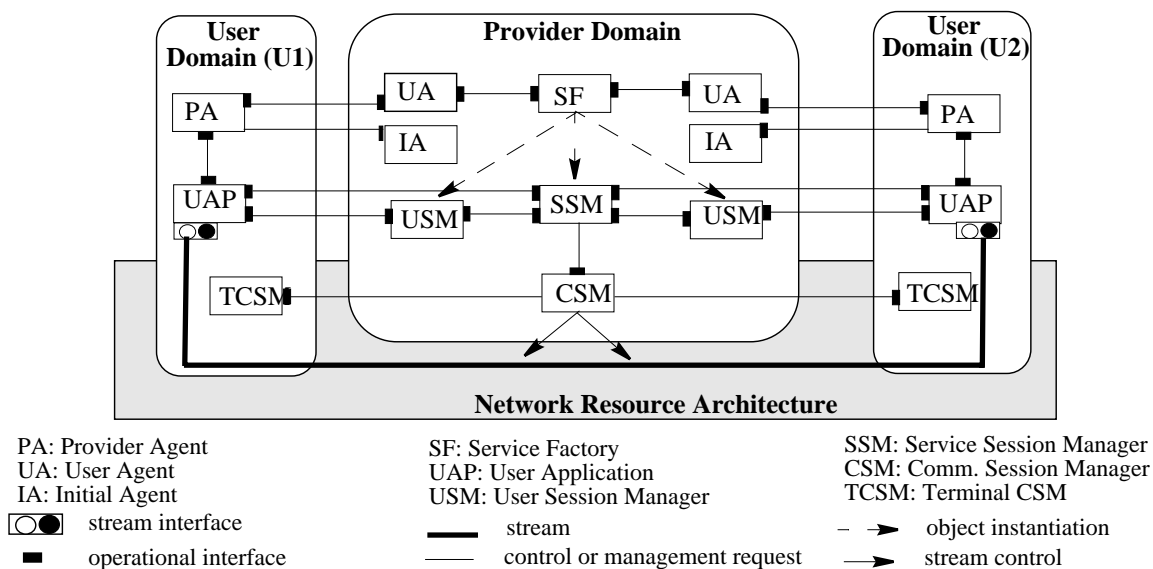 User
Domain (U1)
Provider Domain
User
Domain (U2)
UA
SF
UA
PA
PA
IA
IA
UAP
SSM
UAP
USM
USM
TCSM
CSM
TCSM
Network Resource Architecture
PA: Provider Agent
UA: User Agent
IA: Initial Agent
stream interface
operational interface
SF: Service Factory
UAP: User Application
USM: User Session Manager
stream
control or management request
SSM: Service Session Manager
CSM: Comm. Session Manager
TCSM: Terminal CSM
object instantiation
stream control